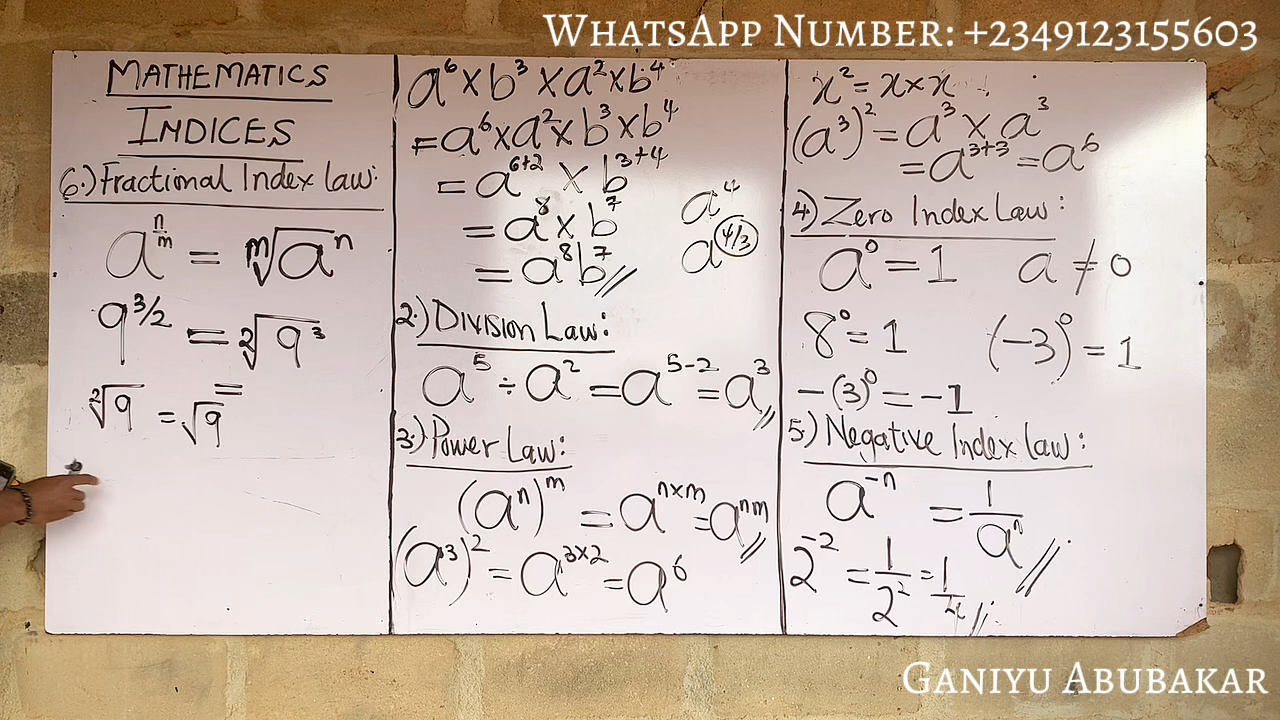 WHATSAPP NUMBER: +2349123155603
MATHEMATICS
INDICES
6.) Fractional Index law:
a^(n/m) = ᵐ√(aⁿ)
9^(3/2) = ²√(9³)
=
²√9 = √9
a⁶ × b³ × a² × b⁴
= a⁶ × a² × b³ × b⁴
= a⁶⁺² × b³⁺⁴
= a⁸ × b⁷
= a⁸b⁷//
a⁴
a^(4/3)
2.) Division Law:
a⁵ ÷ a² = a⁵⁻² = a³//
3.) Power Law:
(aⁿ)ᵐ = a^(n×m) = a^(nm)//
(a³)² = a^(3×2) = a⁶
x² = x × x
(a³)² = a³ × a³
= a³⁺³ = a⁶
4.) Zero Index Law:
a⁰ = 1 a ≠ 0
8⁰ = 1 (-3)⁰ = 1
-(3)⁰ = -1
5.) Negative Index law:
a⁻ⁿ = 1/aⁿ //
2⁻² = 1/2² = 1/4 //
GANIYU ABUBAKAR